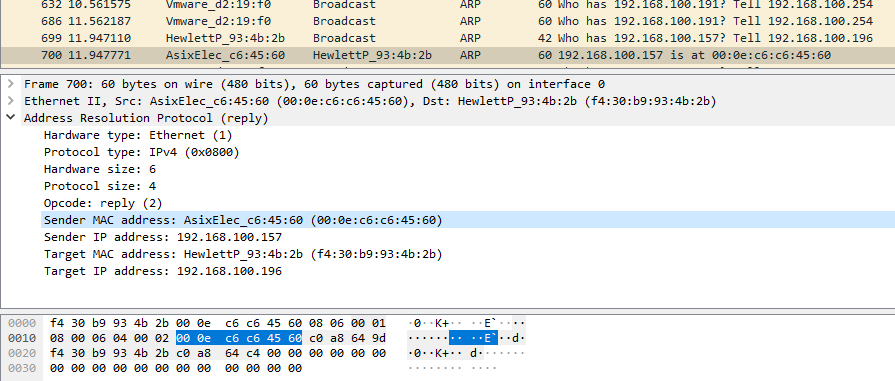 632 10.561575 Vmware_d2:19:f0 Broadcast ARP 60 Who has 192.168.100.191? Tell 192.168.100.254
686 11.562187 Vmware_d2:19:f0 Broadcast ARP 60 Who has 192.168.100.191? Tell 192.168.100.254
699 11.947110 HewlettP_93:4b:2b Broadcast ARP 42 Who has 192.168.100.157? Tell 192.168.100.196
700 11.947771 AsixElec_c6:45:60 HewlettP_93:4b:2b ARP 60 192.168.100.157 is at 00:0e:c6:c6:45:60
Frame 700: 60 bytes on wire (480 bits), 60 bytes captured (480 bits) on interface 0
Ethernet II, Src: AsixElec_c6:45:60 (00:0e:c6:c6:45:60), Dst: HewlettP_93:4b:2b (f4:30:b9:93:4b:2b)
Address Resolution Protocol (reply)
Hardware type: Ethernet (1)
Protocol type: IPv4 (0x0800)
Hardware size: 6
Protocol size: 4
Opcode: reply (2)
Sender MAC address: AsixElec_c6:45:60 (00:0e:c6:c6:45:60)
Sender IP address: 192.168.100.157
Target MAC address: HewlettP_93:4b:2b (f4:30:b9:93:4b:2b)
Target IP address: 192.168.100.196
0000 f4 30 b9 93 4b 2b 00 0e c6 c6 45 60 08 06 00 01 ·0··K+·· ··E`····
0010 08 00 06 04 00 02 00 0e c6 c6 45 60 c0 a8 64 9d ········ ··E`··d·
0020 f4 30 b9 93 4b 2b c0 a8 64 c4 00 00 00 00 00 00 ·0··K+·· d·······
0030 00 00 00 00 00 00 00 00 00 00 00 00 ········ ····